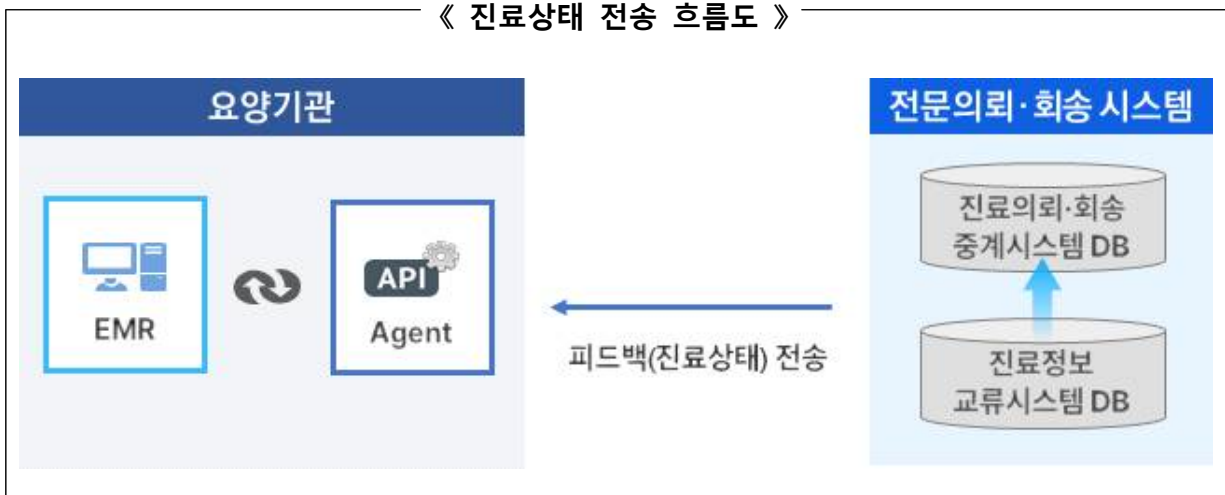 《 진료상태 전송 흐름도 》
요양기관
전문의뢰·회송 시스템
EMR
API
Agent
피드백(진료상태) 전송
진료의뢰·회송
중계시스템 DB
진료정보
교류시스템 DB